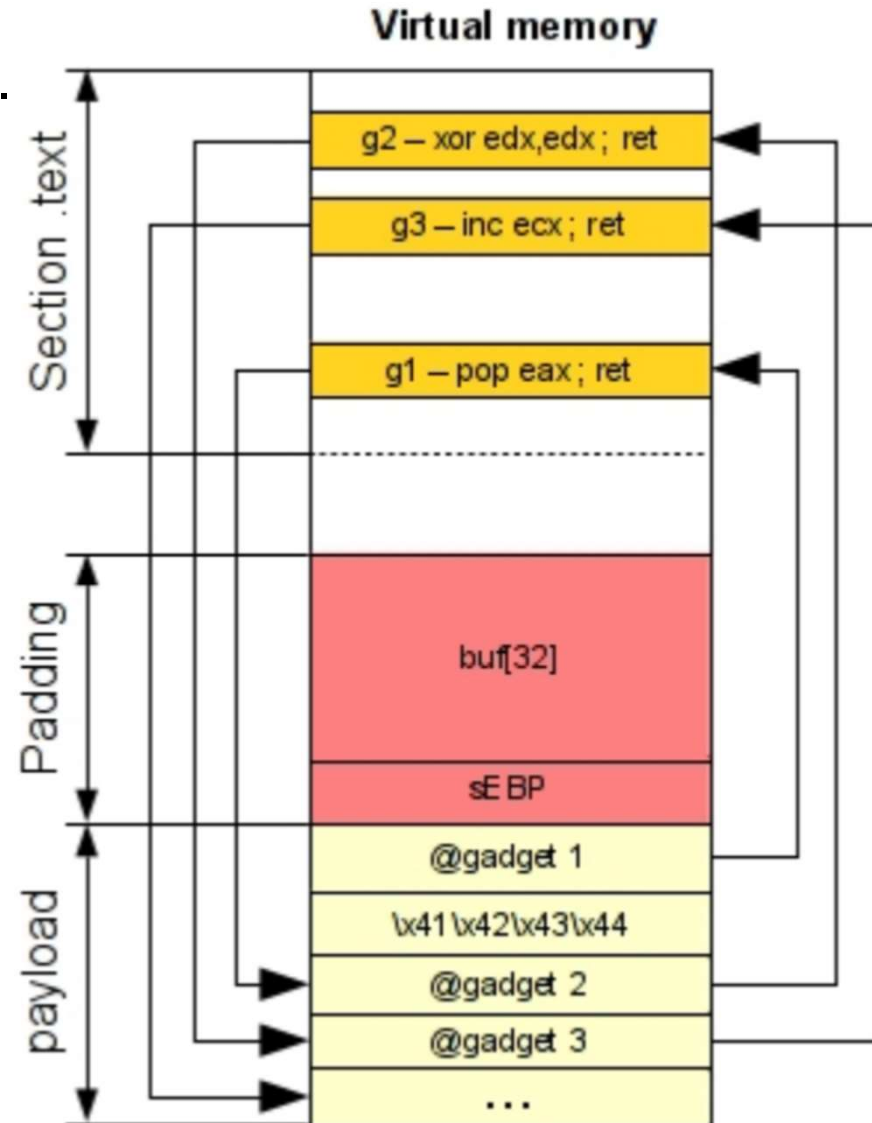 Virtual memory
.
Section .text
g2 – xor edx,edx ; ret
g3 – inc ecx ; ret
g1 – pop eax ; ret
Padding
buf[32]
sEBP
payload
@gadget 1
\x41\x42\x43\x44
@gadget 2
@gadget 3
...